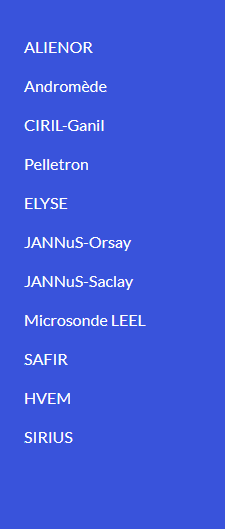 ALIENOR
Andromède
CIRIL-Ganil
Pelletron
ELYSE
JANNuS-Orsay
JANNuS-Saclay
Microsonde LEEL
SAFIR
HVEM
SIRIUS